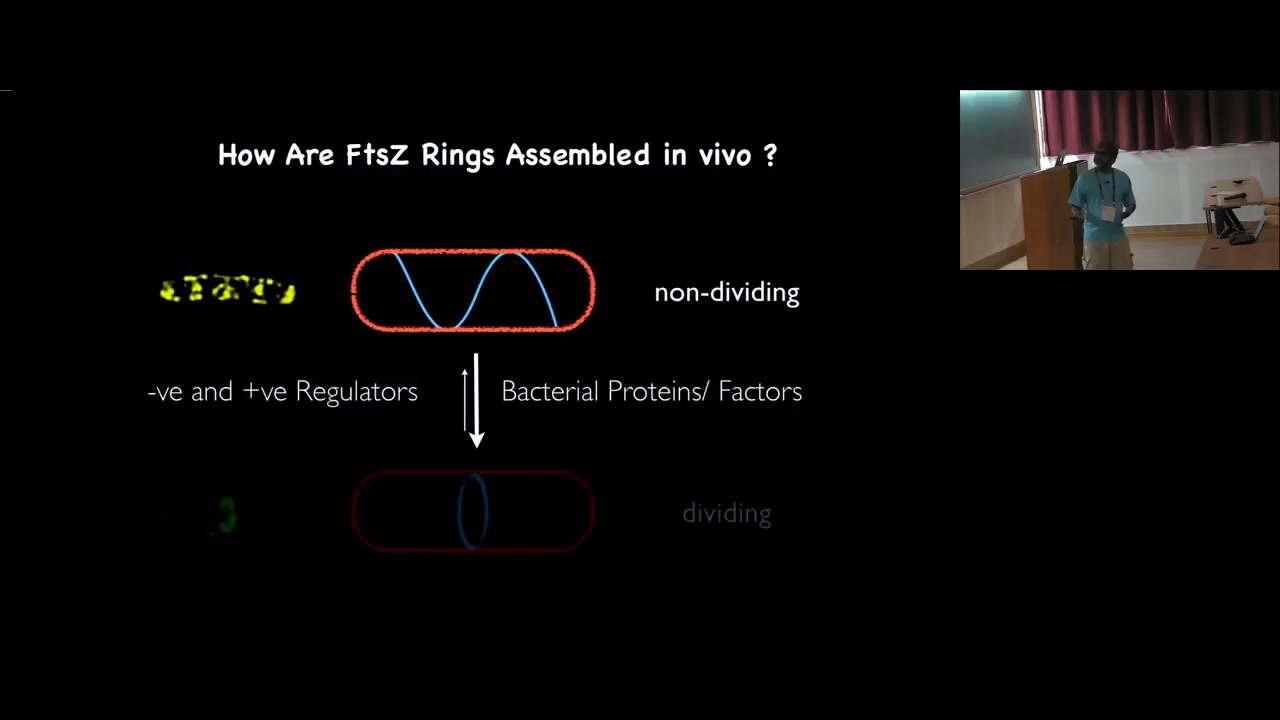 How Are FtsZ Rings Assembled in vivo ?
non-dividing
-ve and +ve Regulators
Bacterial Proteins/ Factors
dividing